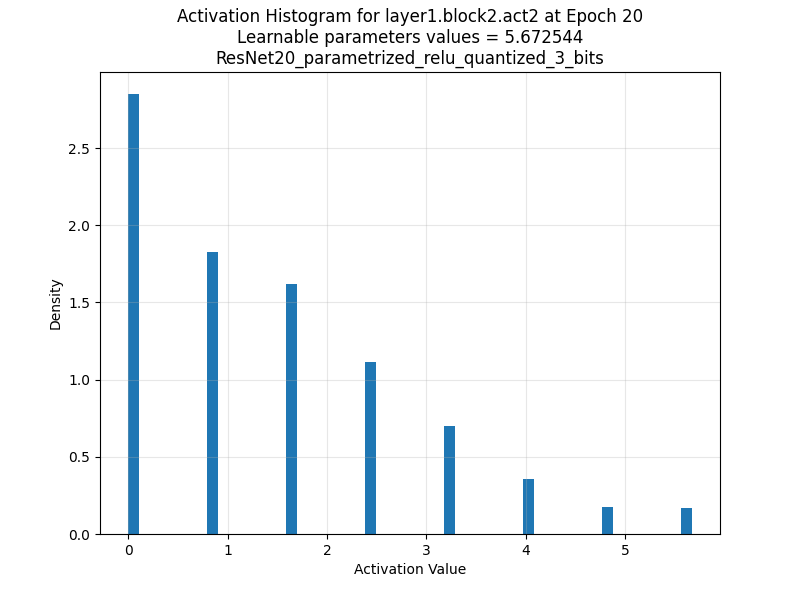 Activation Histogram for layer1.block2.act2 at Epoch 20
Learnable parameters values = 5.672544
ResNet20_parametrized_relu_quantized_3_bits
Density
2.5
2.0
1.5
1.0
0.5
0.0
0 1 2 3 4 5
Activation Value